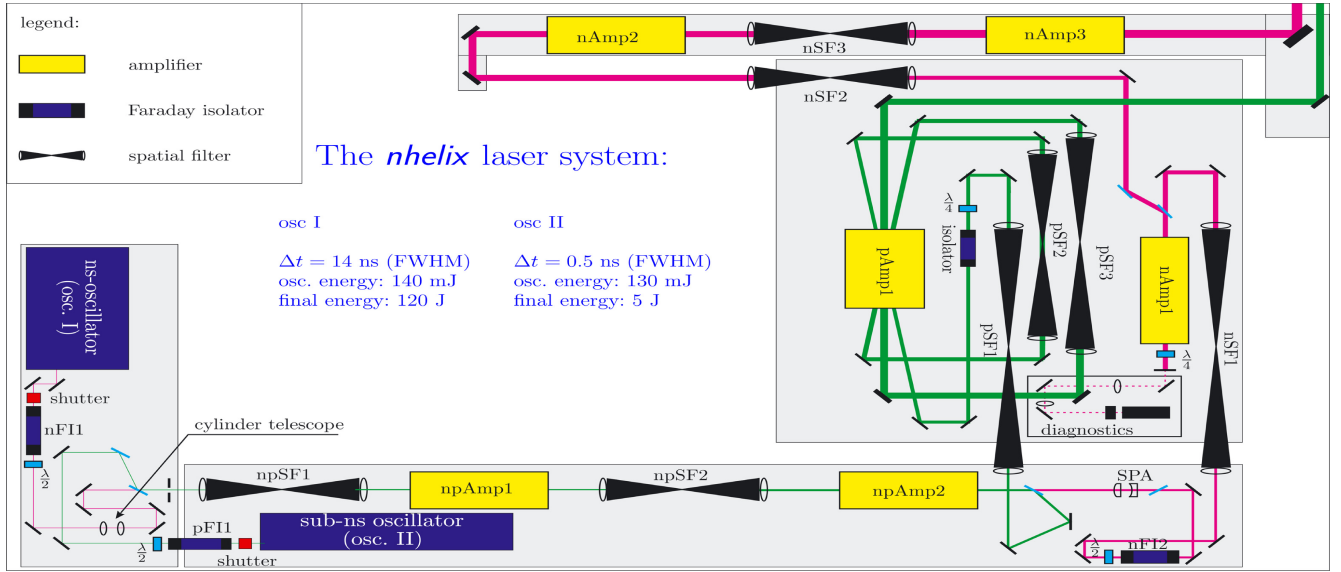 legend:
amplifier
Faraday isolator
spatial filter
nAmp2
nSF3
nAmp3
nSF2
The nhelix laser system:
osc I
Δt = 14 ns (FWHM)
osc. energy: 140 mJ
final energy: 120 J
osc II
Δt = 0.5 ns (FWHM)
osc. energy: 130 mJ
final energy: 5 J
λ/4
isolator
pAmp1
pSF1
pSF2
pSF3
nAmp1
λ/4
nSF1
diagnostics
ns-oscillator
(osc. I)
shutter
nFI1
λ/2
cylinder telescope
npSF1
npAmp1
npSF2
npAmp2
SPA
pFI1
λ/2
shutter
sub-ns oscillator
(osc. II)
λ/2
nFI2